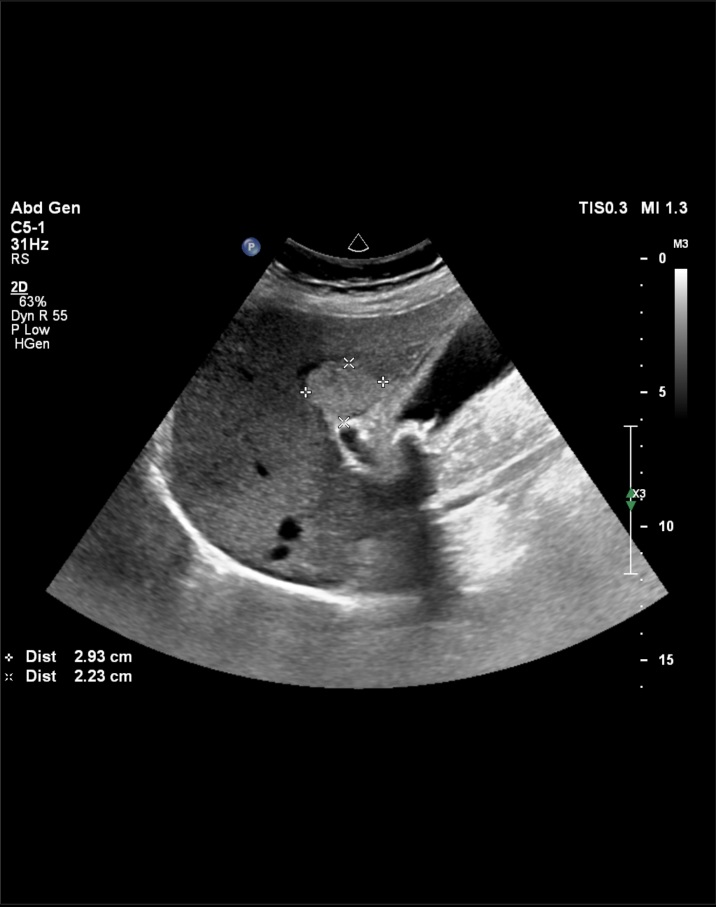 Abd Gen
C5-1
31Hz
RS
2D
63%
Dyn R 55
P Low
HGen
P
TIS0.3 MI 1.3
M3
0
5
X3
10
15
Dist 2.93 cm
Dist 2.23 cm